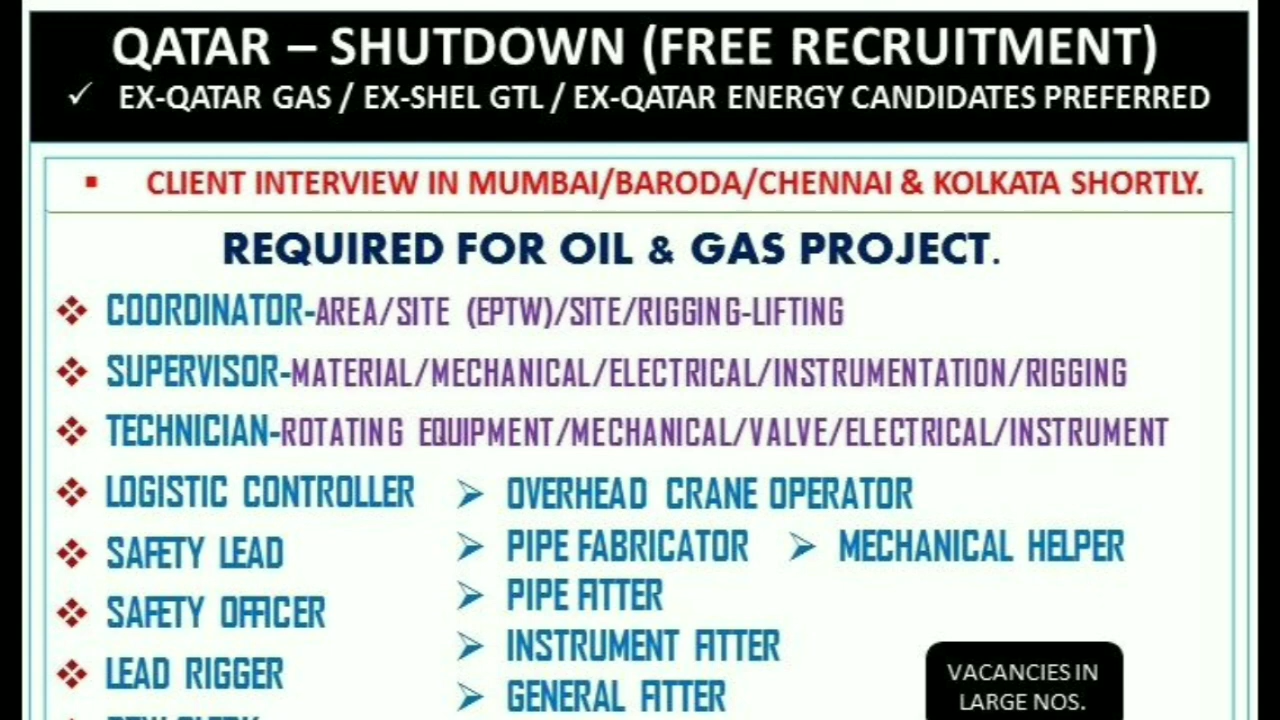 QATAR – SHUTDOWN (FREE RECRUITMENT)
✓ EX-QATAR GAS / EX-SHEL GTL / EX-QATAR ENERGY CANDIDATES PREFERRED
▪ CLIENT INTERVIEW IN MUMBAI/BARODA/CHENNAI & KOLKATA SHORTLY.
REQUIRED FOR OIL & GAS PROJECT.
❖ COORDINATOR-AREA/SITE (EPTW)/SITE/RIGGING-LIFTING
❖ SUPERVISOR-MATERIAL/MECHANICAL/ELECTRICAL/INSTRUMENTATION/RIGGING
❖ TECHNICIAN-ROTATING EQUIPMENT/MECHANICAL/VALVE/ELECTRICAL/INSTRUMENT
❖ LOGISTIC CONTROLLER
❖ SAFETY LEAD
❖ SAFETY OFFICER
❖ LEAD RIGGER
➢ OVERHEAD CRANE OPERATOR
➢ PIPE FABRICATOR ➢ MECHANICAL HELPER
➢ PIPE FITTER
➢ INSTRUMENT FITTER
➢ GENERAL FITTER
VACANCIES IN
LARGE NOS.